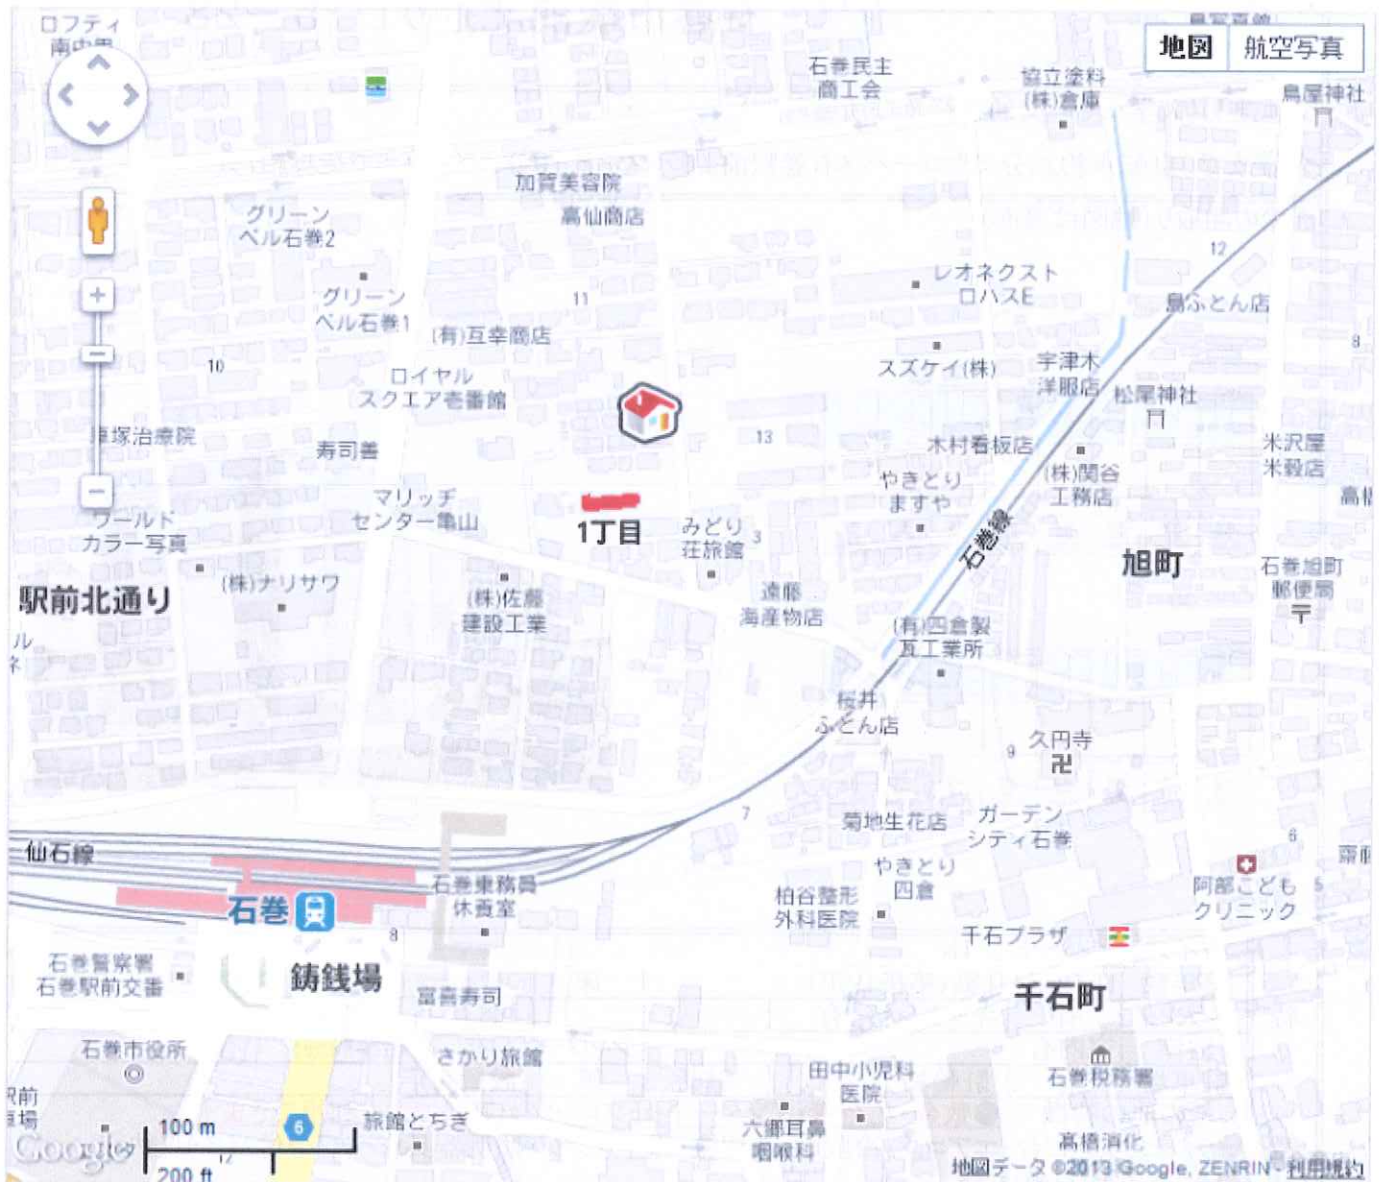 ロフティ
地図
航空写真
石巻民主
商工会
協立塗料
(株)倉庫
鳥屋神社
加賀美容院
高仙商店
グリーン
ベル石巻2
12
レオネクスト
ロハスE
グリーン
ベル石巻1
11
島ふとん店
(有)互幸商店
8
10
スズケイ(株)
宇津木
洋服店
ロイヤル
スクエア壱番館
松尾神社
13
寿司善
木村看板店
米沢屋
米穀店
(株)関谷
工務店
やきとり
ますや
マリッヂ
センター亀山
ワールド
カラー写真
1丁目
みどり
荘旅館
3
石巻線
旭町
石巻旭町
郵便局
(株)ナリサワ
駅前北通り
(株)佐藤
建設工業
遠藤
海産物店
(有)四倉製
瓦工業所
桜井
ふとん店
9
久円寺
7
菊地生花店
ガーデン
シティ石巻
6
仙石線
やきとり
四倉
石巻乗務員
休養室
柏谷整形
外科医院
阿部こども
クリニック
5
石巻
8
千石プラザ
石巻警察署
石巻駅前交番
鋳銭場
富喜寿司
千石町
石巻市役所
さかり旅館
田中小児科
医院
石巻税務署
駅前
100 m
6
旅館とちぎ
六郷耳鼻
咽喉科
高橋消化
Google
200 ft
12
地図データ ©2013 Google, ZENRIN - 利用規約